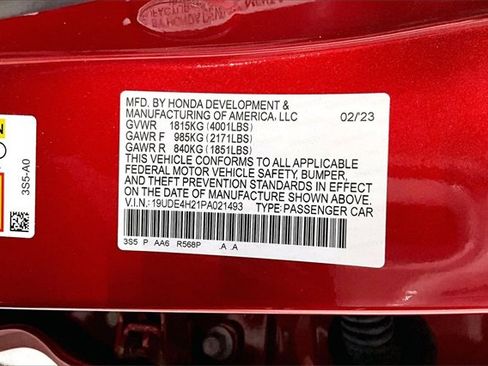 MFD. BY HONDA DEVELOPMENT &
MANUFACTURING OF AMERICA, LLC 02/'23
GVWR 1815KG (4001LBS)
GAWR F 985KG (2171LBS)
GAWR R 840KG (1851LBS)
THIS VEHICLE CONFORMS TO ALL APPLICABLE
FEDERAL MOTOR VEHICLE SAFETY, BUMPER,
AND THEFT PREVENTION STANDARDS IN EFFECT
ON THE DATE OF MANUFACTURE SHOWN ABOVE.
V.I.N.: 19UDE4H21PA021493 TYPE: PASSENGER CAR
3S5 P AA6 R568P .A .A
3S5-A0